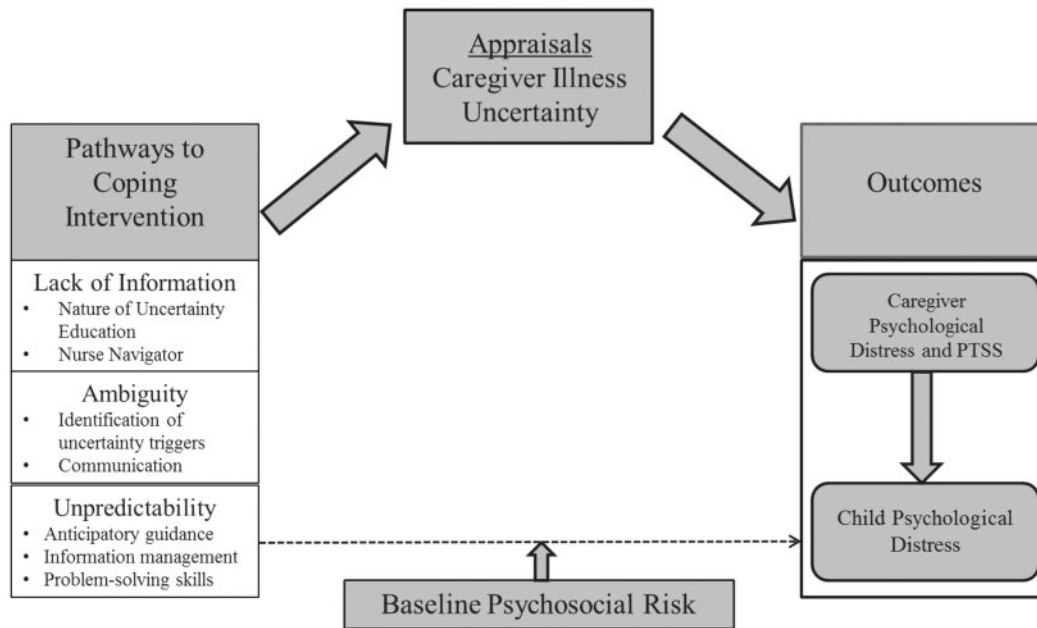 Appraisals
Caregiver Illness
Uncertainty
Pathways to
Coping
Intervention
Lack of Information
• Nature of Uncertainty
Education
• Nurse Navigator
Ambiguity
• Identification of
uncertainty triggers
• Communication
Unpredictability
• Anticipatory guidance
• Information management
• Problem-solving skills
Outcomes
Caregiver
Psychological
Distress and PTSS
Child Psychological
Distress
Baseline Psychosocial Risk